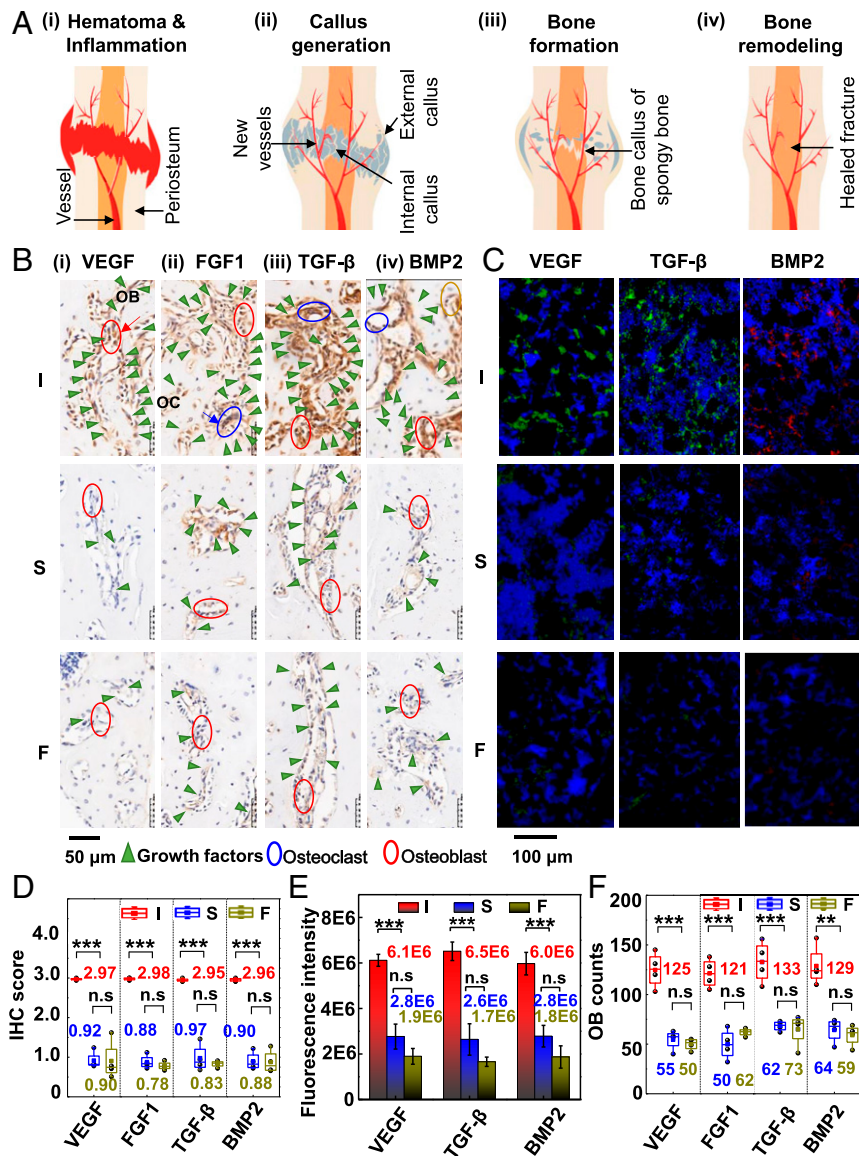 A
(i) Hematoma & Inflammation
(ii) Callus generation
(iii) Bone formation
(iv) Bone remodeling
Vessel
Periosteum
New vessels
External callus
Internal callus
Bone callus of spongy bone
Healed fracture
B
(i) VEGF
(ii) FGF1
(iii) TGF-β
(iv) BMP2
C
VEGF
TGF-β
BMP2
OB
I
OC
I
S
S
F
F
50 μm
100 μm
Growth factors
Osteoclast
Osteoblast
D
I
S
F
IHC score
4.0
3.0
2.0
1.0
0.0
***
***
***
***
2.97
2.98
2.95
2.96
n.s
n.s
n.s
n.s
0.92
0.88
0.97
0.90
0.90
0.78
0.83
0.88
VEGF
FGF1
TGF-β
BMP2
E
I
S
F
Fluorescence intensity
8E6
6E6
4E6
2E6
0
***
***
***
6.1E6
6.5E6
6.0E6
n.s
n.s
n.s
2.8E6
2.6E6
2.8E6
1.9E6
1.7E6
1.8E6
VEGF
TGF-β
BMP2
F
I
S
F
OB counts
200
150
100
50
0
***
***
***
**
125
121
133
129
n.s
n.s
n.s
n.s
55
50
50
62
62
73
64
59
VEGF
FGF1
TGF-β
BMP2